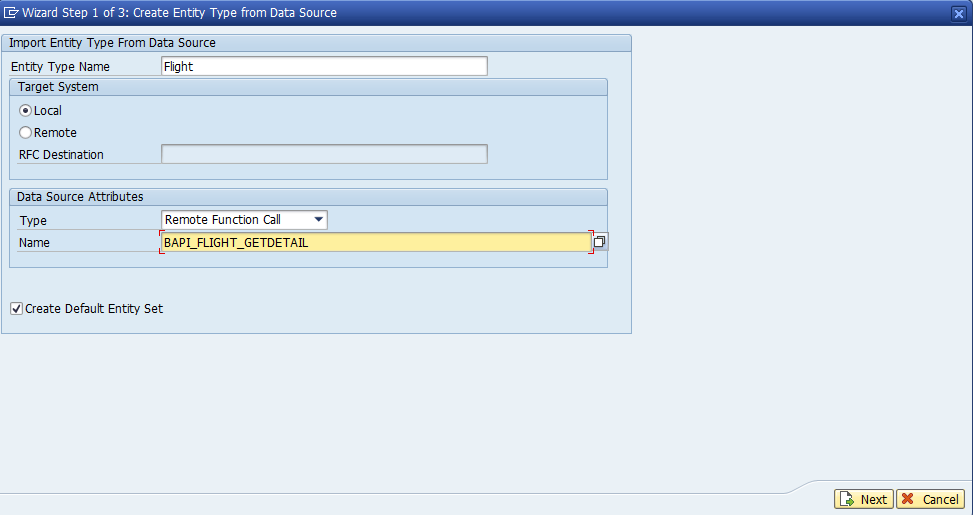 Wizard Step 1 of 3: Create Entity Type from Data Source
Import Entity Type From Data Source
Entity Type Name Flight
Target System
Local
Remote
RFC Destination
Data Source Attributes
Type Remote Function Call
Name BAPI_FLIGHT_GETDETAIL
Create Default Entity Set
Next Cancel